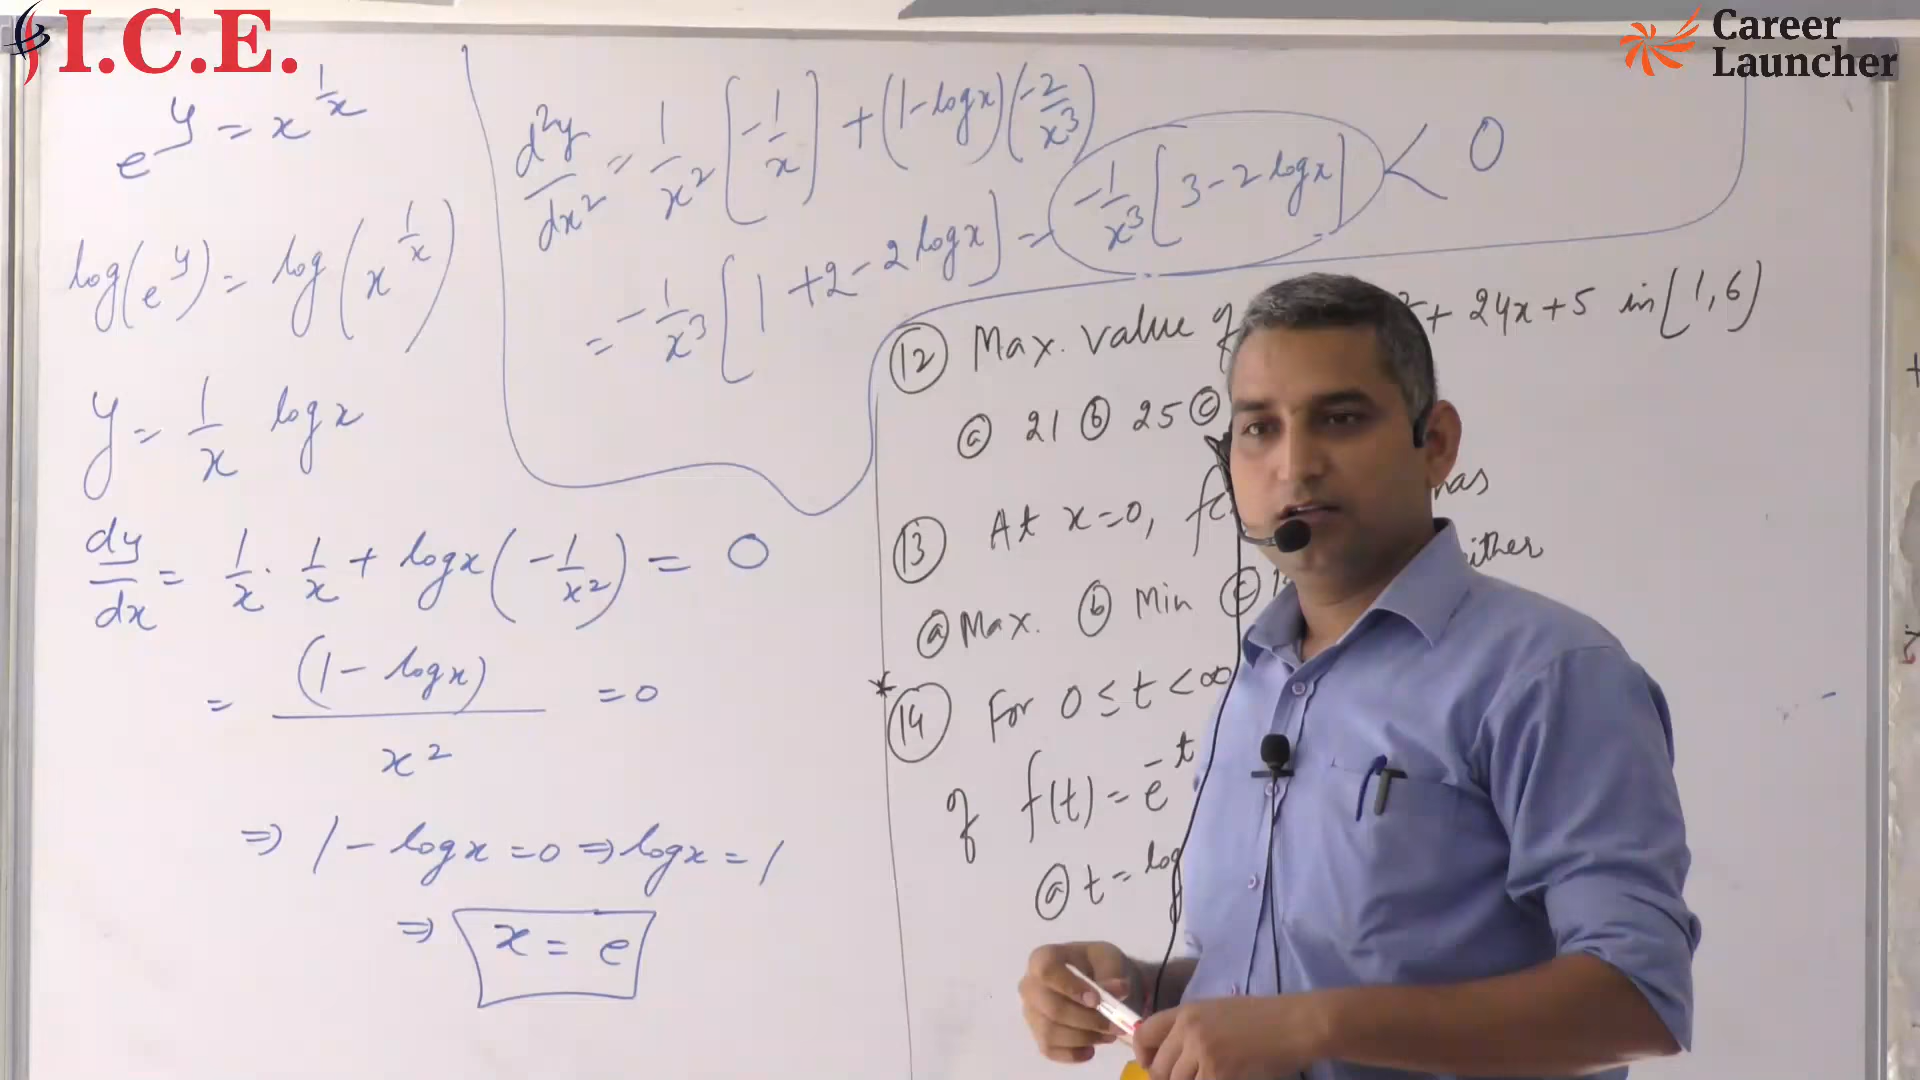 I.C.E.
Career
Launcher
e^y = x^{1/x}
log(e^y) = log(x^{1/x})
y = 1/x log x
dy/dx = 1/x · 1/x + log x (-1/x²) = 0
= (1 - log x)/x² = 0
⇒ 1 - log x = 0 ⇒ log x = 1
⇒ x = e
d²y/dx² = 1/x² [-1/x] + (1 - log x)(-2/x³)
= -1/x³ [1 + 2 - 2 log x] = -1/x³ [3 - 2 log x] < 0
⑫ Max. value of + 24x + 5 in [1, 6]
ⓐ 21 ⓑ 25 ⓒ
⑬ At x = 0, has
ⓐ Max. ⓑ Min ⓒ
⑭ For 0 ≤ t < ∞
of f(t) = e^{-t}
ⓐ t = log